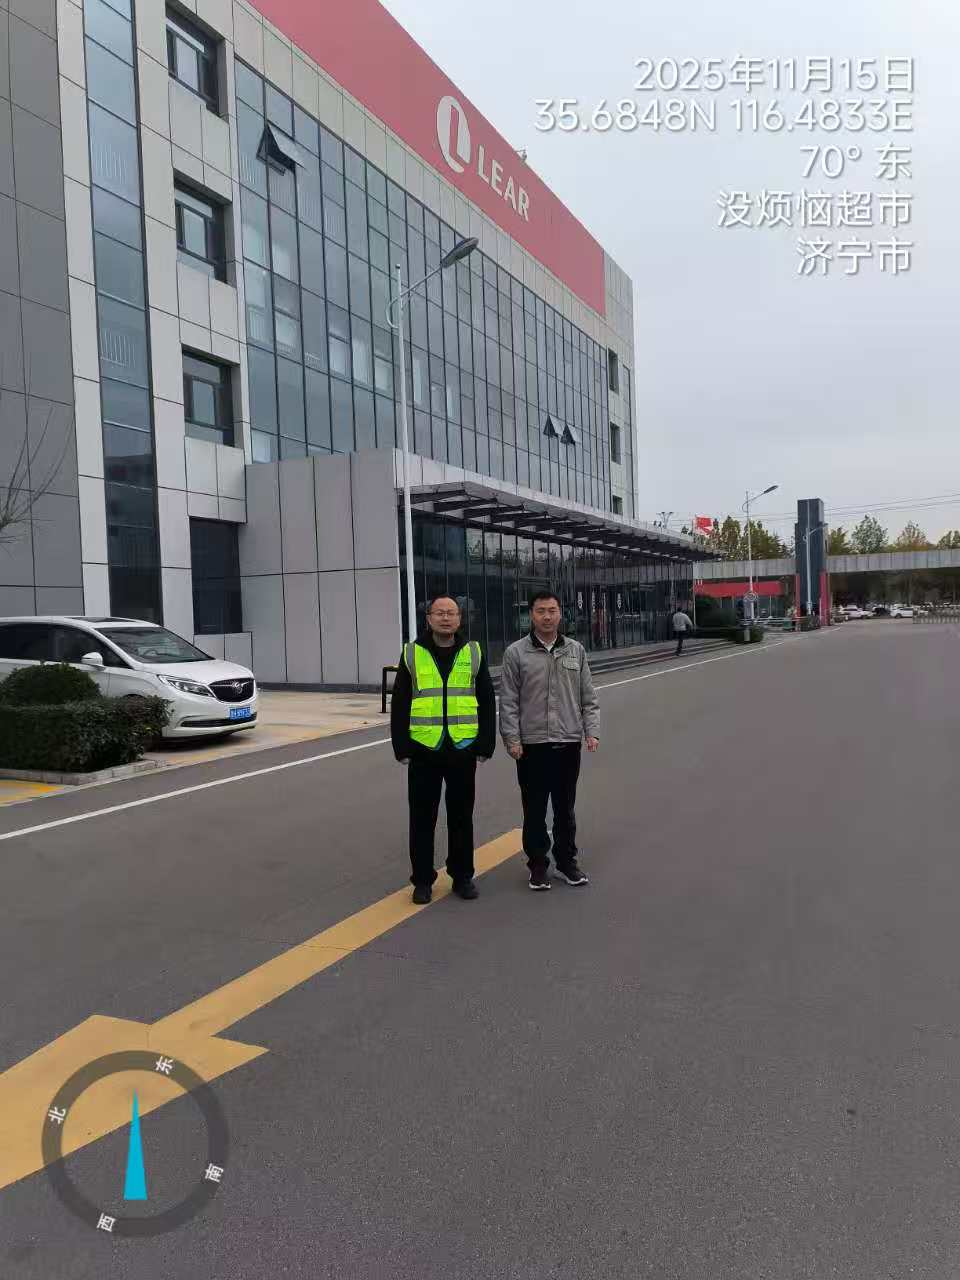 2025年11月15日
35.6848N 116.4833E
70° 东
没烦恼超市
济宁市
LEAR
东
北
南
西